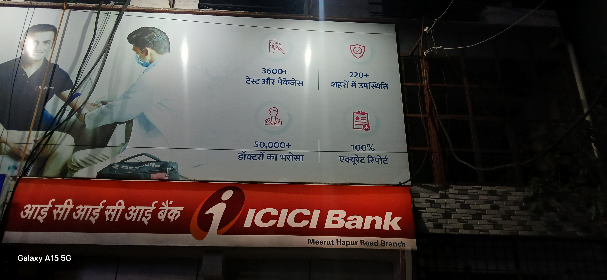 3600+
टेस्ट और पैकेजेस
220+
शहरों में उपस्थिति
50,000+
डॉक्टरों का भरोसा
100%
एक्यूरेट रिपोर्ट
आई सी आई सी आई बैंक
ICICI Bank
Meerut Hapur Road Branch
Galaxy A15 5G